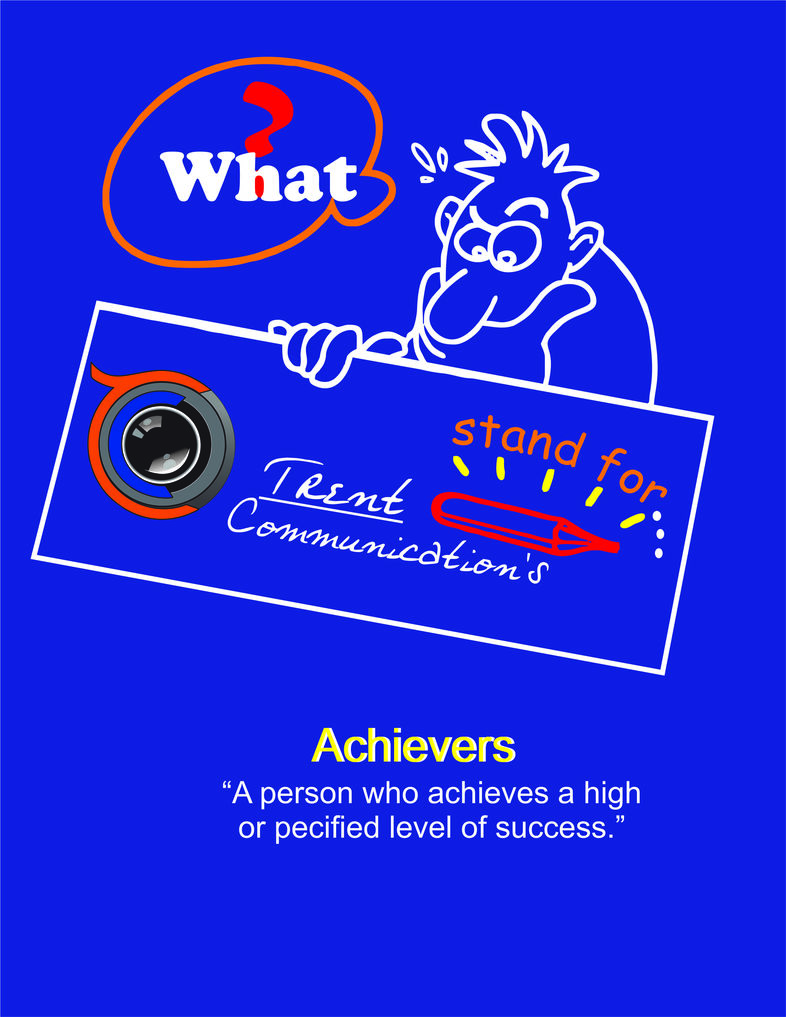 ?
What
stand for
Trent
Communication's
Achievers
“A person who achieves a high
or pecified level of success.”